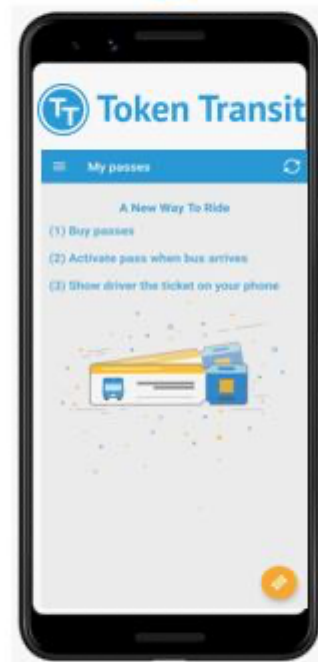 TT Token Transit
My passes
A New Way To Ride
(1) Buy passes
(2) Activate pass when bus arrives
(3) Show driver the ticket on your phone